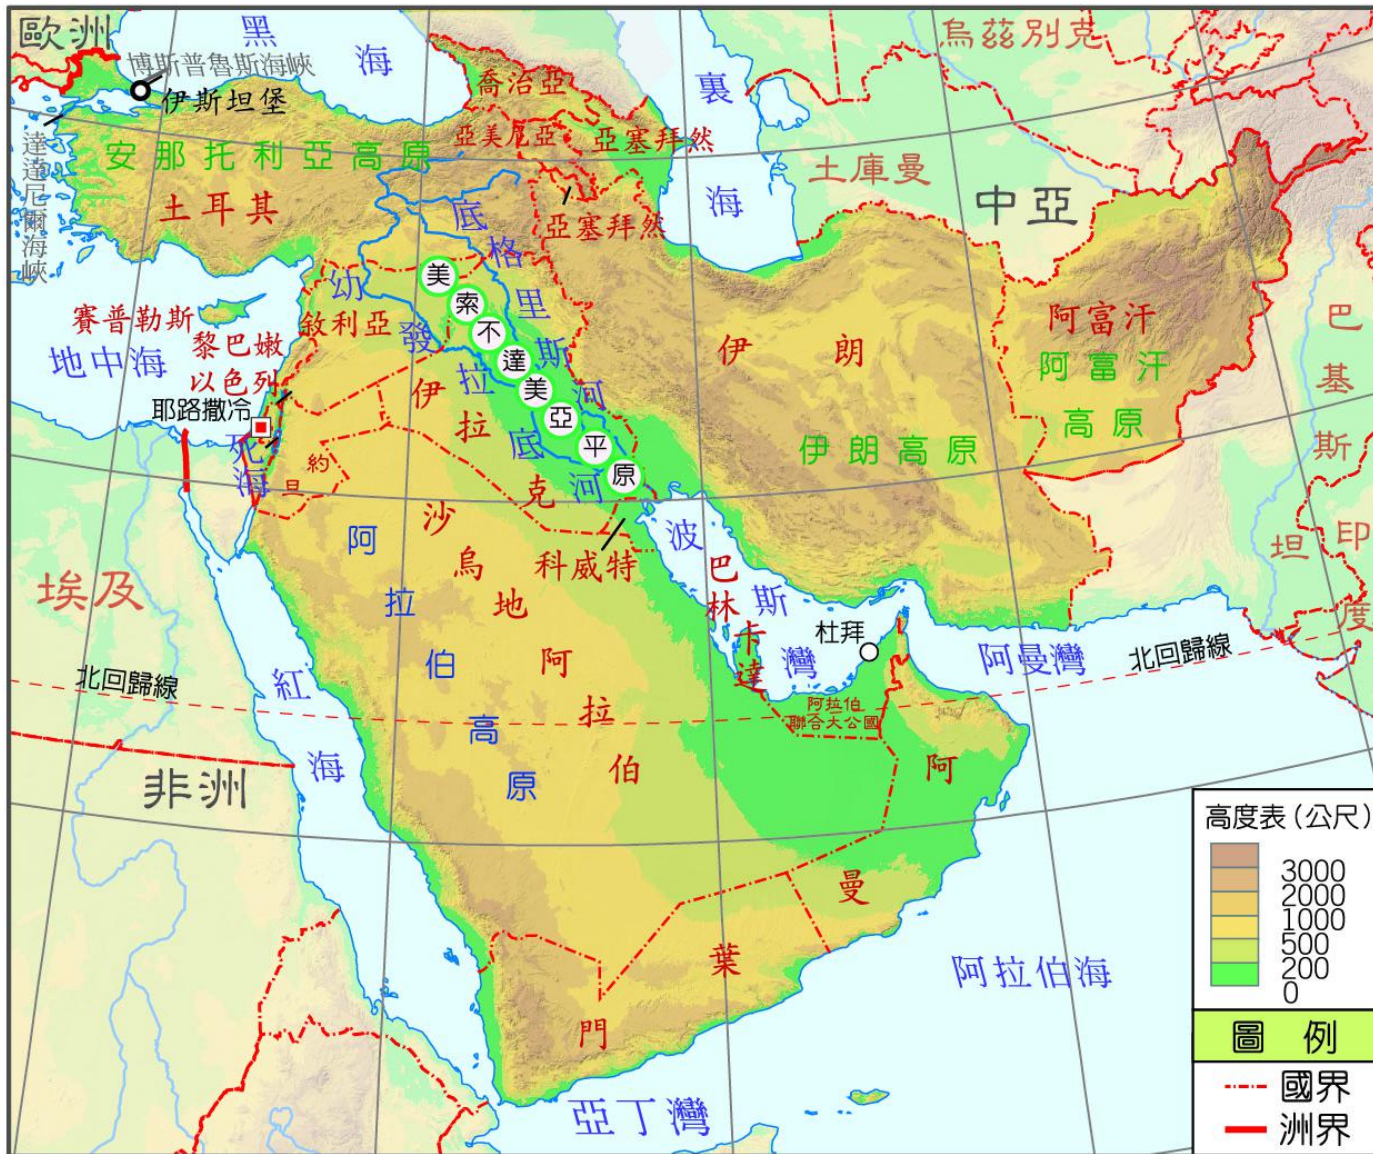 歐洲
黑海
博斯普魯斯海峽
伊斯坦堡
達達尼爾海峽
安那托利亞高原
土耳其
喬治亞
亞美尼亞
亞塞拜然
亞塞拜然
裏海
烏茲別克
土庫曼
中亞
賽普勒斯
地中海
黎巴嫩
以色列
耶路撒冷
死海
敘利亞
幼發拉底河
底格里斯河
美索不達美亞平原
伊拉克
約旦
伊朗
伊朗高原
阿富汗
阿富汗
高原
巴基斯坦
印度
埃及
沙烏地阿拉伯
阿拉伯高原
科威特
波斯灣
巴林
卡達
杜拜
阿拉伯
聯合大公國
阿曼灣
北回歸線
北回歸線
紅海
非洲
阿曼
葉門
阿拉伯海
亞丁灣
高度表(公尺)
3000
2000
1000
500
200
0
圖例
國界
洲界